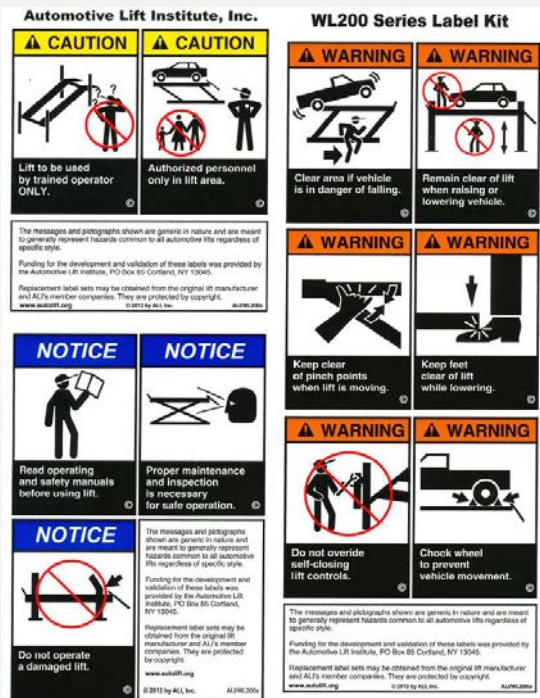 Automotive Lift Institute, Inc.
CAUTION
Lift to be used
by trained operator
ONLY.
©
CAUTION
Authorized personnel
only in lift area.
©
The messages and pictographs shown are generic in nature and are meant
to generally represent hazards common to all automotive lifts regardless of
specific style.
Funding for the development and validation of these labels was provided by
the Automotive Lift Institute, PO Box 85 Cortland, NY 13045.
Replacement label sets may be obtained from the original lift manufacturer
and ALI's member companies. They are protected by copyright.
www.autolift.org © 2012 by ALI, Inc.
NOTICE
Read operating
and safety manuals
before using lift.
©
NOTICE
Proper maintenance
and inspection
is necessary
for safe operation.
©
NOTICE
Do not operate
a damaged lift.
©
The messages and pictographs
shown are generic in nature and
are meant to generally represent
hazards common to all automotive
lifts regardless of specific style.
Funding for the development and
validation of these labels was
provided by the Automotive Lift
Institute, PO Box 85 Cortland,
NY 13045.
Replacement label sets may be
obtained from the original lift
manufacturer and ALI's member
companies. They are protected
by copyright.
www.autolift.org
© 2012 by ALI, Inc.
WL200 Series Label Kit
WARNING
Clear area if vehicle
is in danger of falling.
©
WARNING
Remain clear of lift
when raising or
lowering vehicle.
©
WARNING
Keep clear
of pinch points
when lift is moving.
©
WARNING
Keep feet
clear of lift
while lowering.
©
WARNING
Do not overide
self-closing
lift controls.
©
WARNING
Chock wheel
to prevent
vehicle movement.
©
The messages and pictographs shown are generic in nature and are meant
to generally represent hazards common to all automotive lifts regardless of
specific style.
Funding for the development and validation of these labels was provided by
the Automotive Lift Institute, PO Box 85 Cortland, NY 13045.
Replacement label sets may be obtained from the original lift manufacturer
and ALI's member companies. They are protected by copyright.
www.autolift.org © 2012 by ALI, Inc.